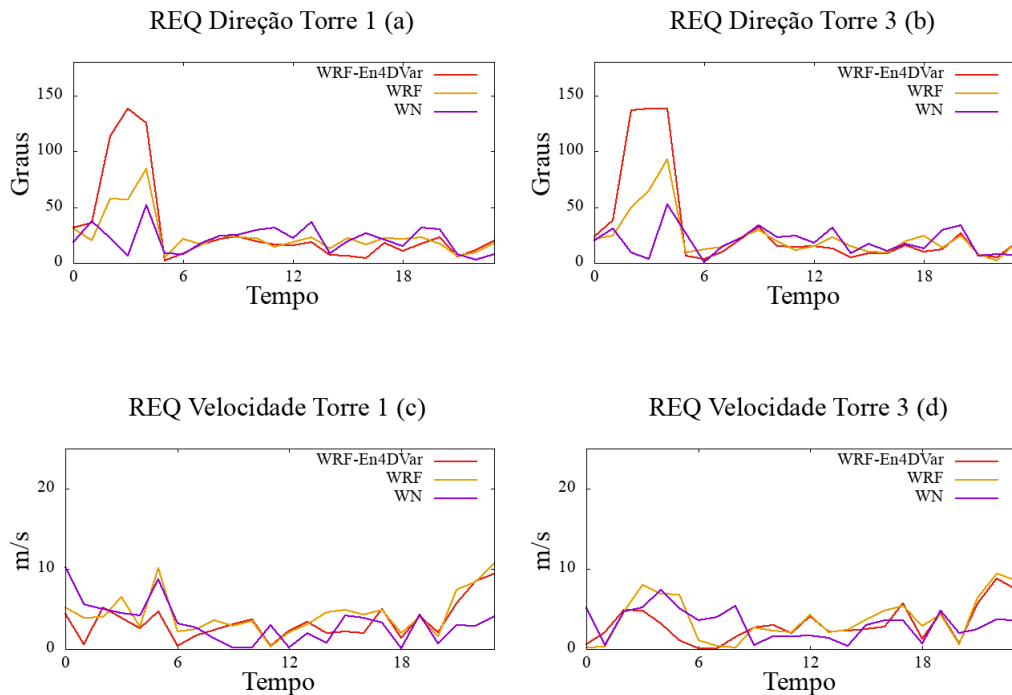 REQ Direção Torre 1 (a)
WRF-En4DVar
WRF
WN
150
100
50
0
Graus
0 6 12 18
Tempo
REQ Direção Torre 3 (b)
WRF-En4DVar
WRF
WN
150
100
50
0
Graus
0 6 12 18
Tempo
REQ Velocidade Torre 1 (c)
WRF-En4DVar
WRF
WN
20
10
0
m/s
0 6 12 18
Tempo
REQ Velocidade Torre 3 (d)
WRF-En4DVar
WRF
WN
20
10
0
m/s
0 6 12 18
Tempo